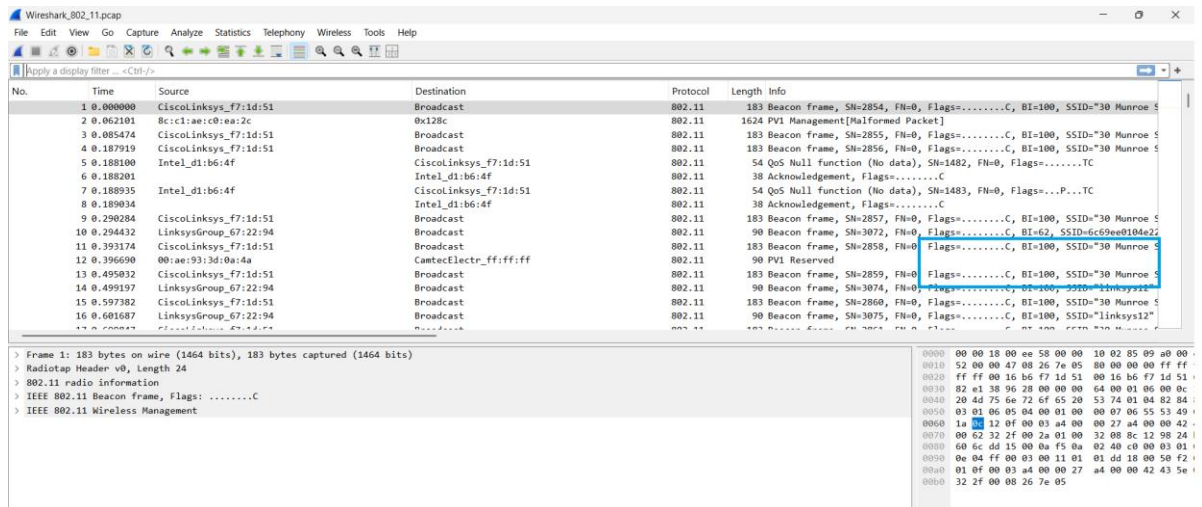 Wireshark_802_11.pcap
File Edit View Go Capture Analyze Statistics Telephony Wireless Tools Help
Apply a display filter ... <Ctrl-/>
No. Time Source Destination Protocol Length Info
1 0.000000 CiscoLinksys_f7:1d:51 Broadcast 802.11 183 Beacon frame, SN=2854, FN=0, Flags=........C, BI=100, SSID="30 Munroe S
2 0.062101 8c:c1:ae:c0:ea:2c 0x128c 802.11 1624 PV1 Management[Malformed Packet]
3 0.085474 CiscoLinksys_f7:1d:51 Broadcast 802.11 183 Beacon frame, SN=2855, FN=0, Flags=........C, BI=100, SSID="30 Munroe S
4 0.187919 CiscoLinksys_f7:1d:51 Broadcast 802.11 183 Beacon frame, SN=2856, FN=0, Flags=........C, BI=100, SSID="30 Munroe S
5 0.188100 Intel_d1:b6:4f CiscoLinksys_f7:1d:51 802.11 54 QoS Null function (No data), SN=1482, FN=0, Flags=.......TC
6 0.188201 Intel_d1:b6:4f 802.11 38 Acknowledgement, Flags=........C
7 0.188935 Intel_d1:b6:4f CiscoLinksys_f7:1d:51 802.11 54 QoS Null function (No data), SN=1483, FN=0, Flags=...P...TC
8 0.189034 Intel_d1:b6:4f 802.11 38 Acknowledgement, Flags=........C
9 0.290284 CiscoLinksys_f7:1d:51 Broadcast 802.11 183 Beacon frame, SN=2857, FN=0, Flags=........C, BI=100, SSID="30 Munroe S
10 0.294432 LinksysGroup_67:22:94 Broadcast 802.11 90 Beacon frame, SN=3072, FN=0, Flags=........C, BI=62, SSID=6c69ee0104e22
11 0.393174 CiscoLinksys_f7:1d:51 Broadcast 802.11 183 Beacon frame, SN=2858, FN=0 Flags=........C, BI=100, SSID="30 Munroe S
12 0.396690 00:ae:93:3d:0a:4a CamtecElectr_ff:ff:ff 802.11 90 PV1 Reserved
13 0.495032 CiscoLinksys_f7:1d:51 Broadcast 802.11 183 Beacon frame, SN=2859, FN=0 Flags=........C, BI=100, SSID="30 Munroe S
14 0.499197 LinksysGroup_67:22:94 Broadcast 802.11 90 Beacon frame, SN=3074, FN=0, Flags=........C, BI=100, SSID="linksys12"
15 0.597382 CiscoLinksys_f7:1d:51 Broadcast 802.11 183 Beacon frame, SN=2860, FN=0, Flags=........C, BI=100, SSID="30 Munroe S
16 0.601687 LinksysGroup_67:22:94 Broadcast 802.11 90 Beacon frame, SN=3075, FN=0, Flags=........C, BI=100, SSID="linksys12"
> Frame 1: 183 bytes on wire (1464 bits), 183 bytes captured (1464 bits)
> Radiotap Header v0, Length 24
> 802.11 radio information
> IEEE 802.11 Beacon frame, Flags: ........C
> IEEE 802.11 Wireless Management
0000 00 00 18 00 ee 58 00 00 10 02 85 09 a0 00
0010 52 00 00 47 08 26 7e 05 80 00 00 00 ff ff
0020 ff ff 00 16 b6 f7 1d 51 00 16 b6 f7 1d 51
0030 82 e1 38 96 28 00 00 00 64 00 01 06 00 0c
0040 20 4d 75 6e 72 6f 65 20 53 74 01 04 82 84
0050 03 01 06 05 04 00 01 00 00 07 06 55 53 49
0060 1a 0c 12 0f 00 03 a4 00 00 27 a4 00 00 42
0070 00 62 32 2f 00 2a 01 00 32 08 8c 12 98 24
0080 60 6c dd 15 00 0a f5 0a 02 40 c0 00 03 01
0090 0e 04 ff 00 03 00 11 01 01 dd 18 00 50 f2
00a0 01 0f 00 03 a4 00 00 27 a4 00 00 42 43 5e
00b0 32 2f 00 08 26 7e 05